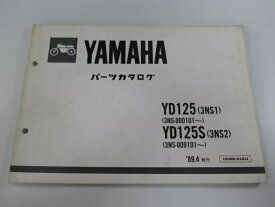 YAMAHA
パーツカタログ
YD125 (3NS1)
(3NS-000101~)
YD125S (3NS2)
(3NS-009101~)
'89.4 発行